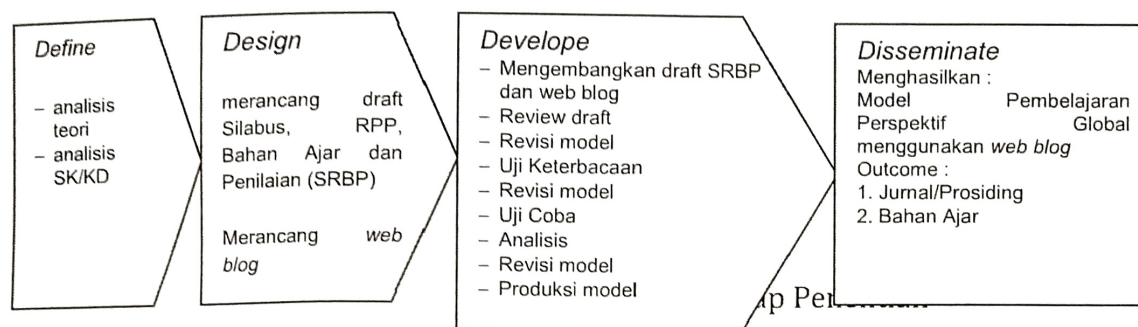 Define
– analisis
teori
– analisis
SK/KD
Design
merancang draft
Silabus, RPP,
Bahan Ajar dan
Penilaian (SRBP)
Merancang web
blog
Develope
– Mengembangkan draft SRBP
dan web blog
– Review draft
– Revisi model
– Uji Keterbacaan
– Revisi model
– Uji Coba
– Analisis
– Revisi model
– Produksi model
Disseminate
Menghasilkan :
Model Pembelajaran
Perspektif Global
menggunakan web blog
Outcome :
1. Jurnal/Prosiding
2. Bahan Ajar